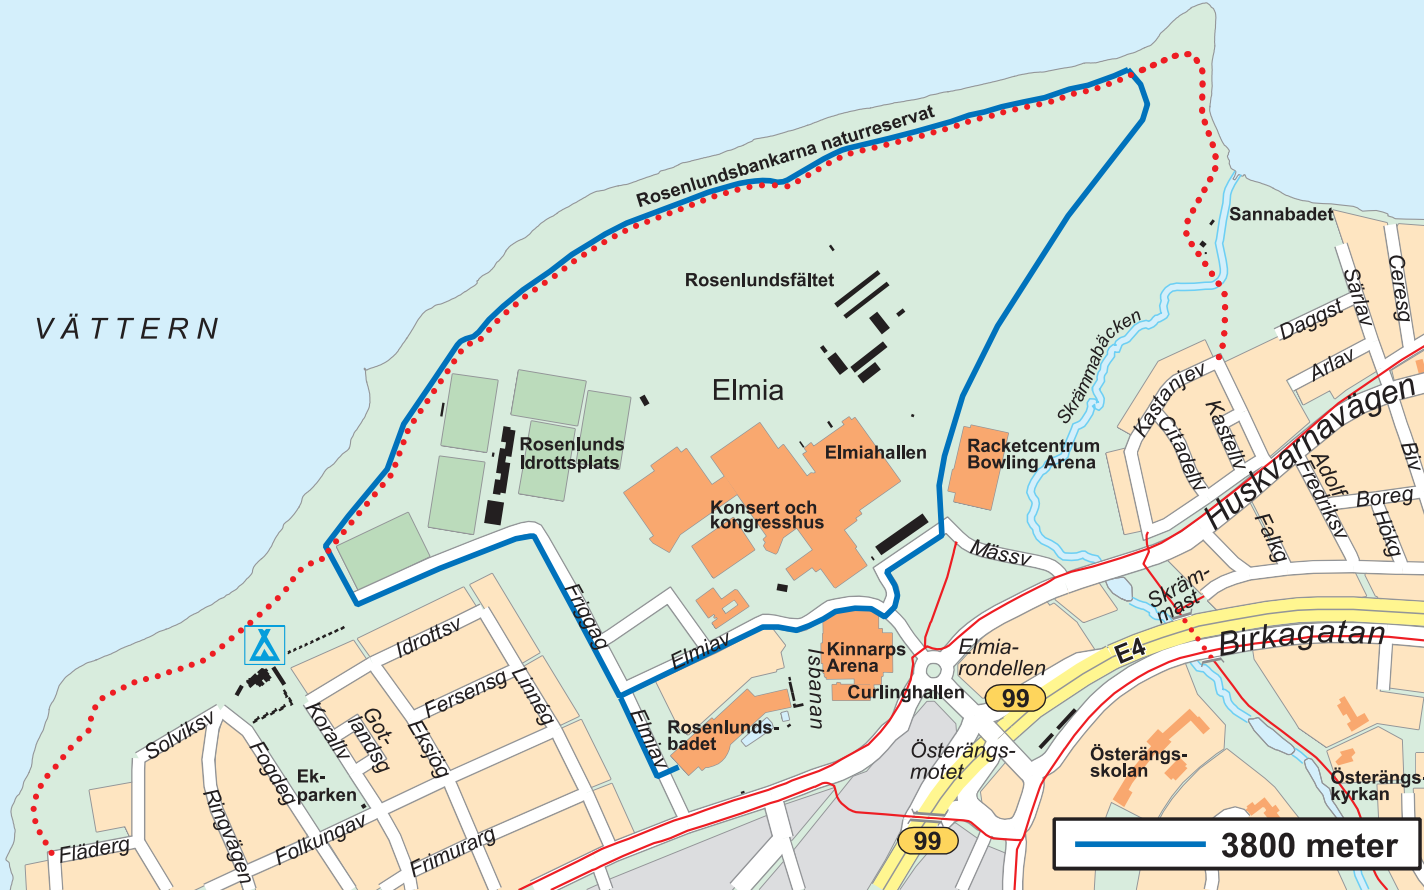 Rosenlundsbankarna naturreservat
Sannabadet
Rosenlundsfältet
VÄTTERN
Skrämmabäcken
Särlav
Ceresg
Daggst
Arlav
Elmia
Kastanjev
Citadellv
Kastellv
Huskvarnavägen
Rosenlunds
Idrottsplats
Elmiahallen
Racketcentrum
Bowling Arena
Biv
Adolf
Fredriksv
Boreg
Hökg
Falkg
Konsert och
kongresshus
Mässv
Skräm-
mast
Friggag
Idrottsv
Elmiav
Kinnarps
Arena
Isbanan
Elmia-
rondellen
E4
Birkagatan
99
Curlinghallen
Fersensg
Linnég
Solviksv
Korallv
Got-
landsg
Eksjög
Elmiav
Rosenlunds-
badet
Österängs-
motet
Österängs-
skolan
Österängs-
kyrkan
Ek-
parken
Fogdeg
Ringvägen
Folkungav
Frimurarg
Fläderg
99
3800 meter